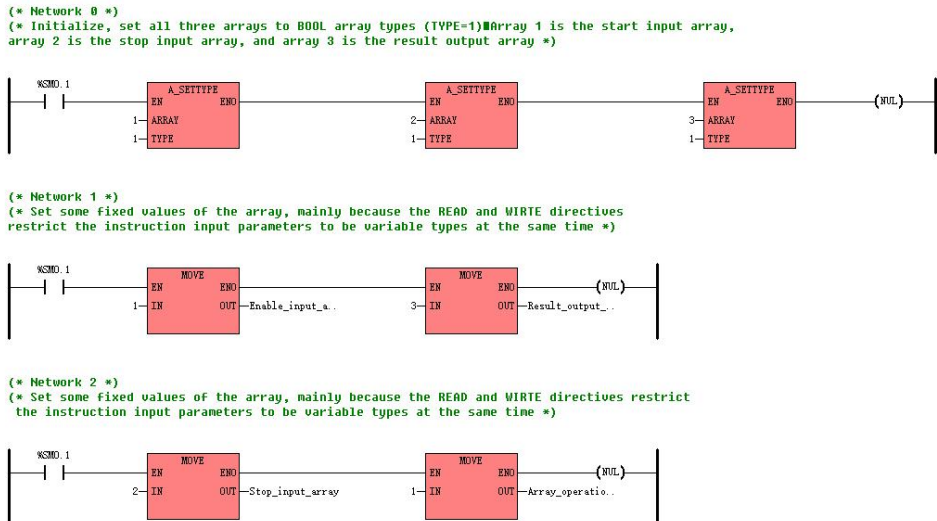 (* Network 0 *)
(* Initialize, set all three arrays to BOOL array types (TYPE=1)■Array 1 is the start input array,
array 2 is the stop input array, and array 3 is the result output array *)
%SM0.1
A_SETTYPE A_SETTYPE A_SETTYPE
EN ENO EN ENO EN ENO (NUL)
1 ARRAY 2 ARRAY 3 ARRAY
1 TYPE 1 TYPE 1 TYPE
(* Network 1 *)
(* Set some fixed values of the array, mainly because the READ and WIRTE directives
restrict the instruction input parameters to be variable types at the same time *)
%SM0.1
MOVE MOVE
EN ENO EN ENO (NUL)
1 IN OUT Enable_input_a.. 3 IN OUT Result_output_..
(* Network 2 *)
(* Set some fixed values of the array, mainly because the READ and WIRTE directives restrict
the instruction input parameters to be variable types at the same time *)
%SM0.1
MOVE MOVE
EN ENO EN ENO (NUL)
2 IN OUT Stop_input_array 1 IN OUT Array_operatio..